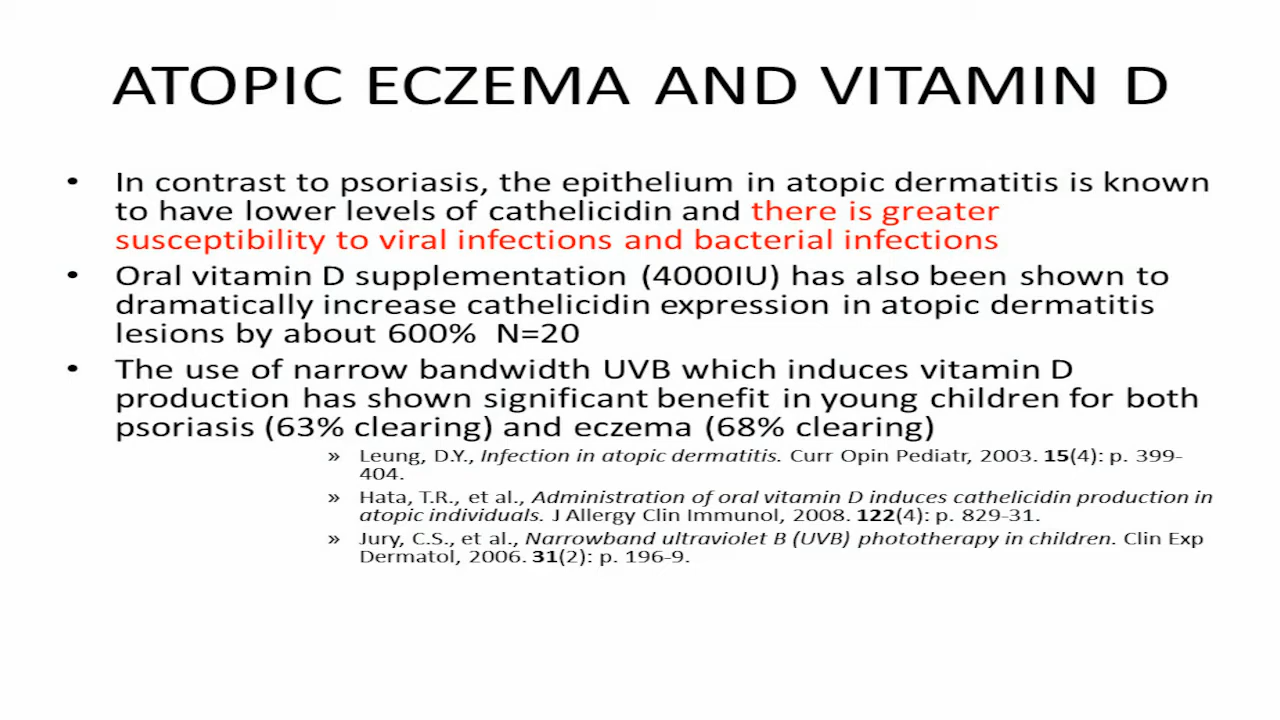 ATOPIC ECZEMA AND VITAMIN D
• In contrast to psoriasis, the epithelium in atopic dermatitis is known
to have lower levels of cathelicidin and there is greater
susceptibility to viral infections and bacterial infections
• Oral vitamin D supplementation (4000IU) has also been shown to
dramatically increase cathelicidin expression in atopic dermatitis
lesions by about 600% N=20
• The use of narrow bandwidth UVB which induces vitamin D
production has shown significant benefit in young children for both
psoriasis (63% clearing) and eczema (68% clearing)
» Leung, D.Y., Infection in atopic dermatitis. Curr Opin Pediatr, 2003. 15(4): p. 399-
404.
» Hata, T.R., et al., Administration of oral vitamin D induces cathelicidin production in
atopic individuals. J Allergy Clin Immunol, 2008. 122(4): p. 829-31.
» Jury, C.S., et al., Narrowband ultraviolet B (UVB) phototherapy in children. Clin Exp
Dermatol, 2006. 31(2): p. 196-9.